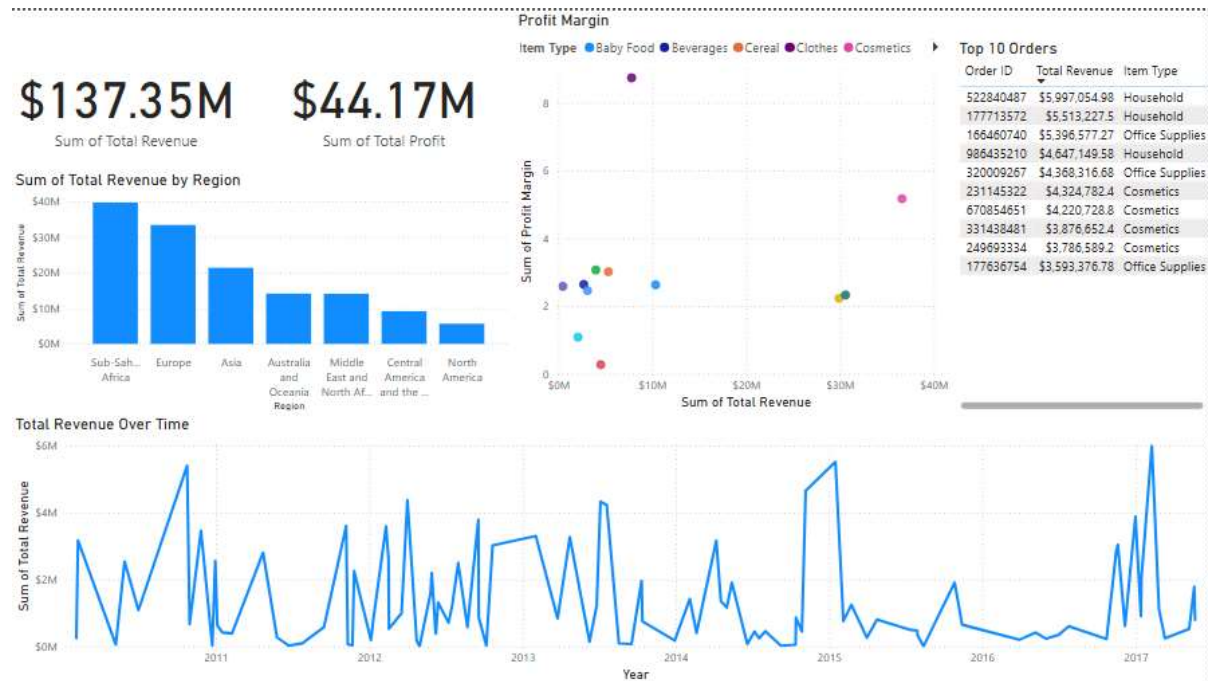 Profit Margin
Item Type Baby Food Beverages Cereal Clothes Cosmetics
$137.35M
Sum of Total Revenue
$44.17M
Sum of Total Profit
Sum of Total Revenue by Region
$40M
$30M
$20M
$10M
$0M
Sum of Total Revenue
Sub-Sah...
Africa
Europe
Asia
Australia
and
Oceania
Middle
East and
North Af...
Central
America
and the ...
North
America
Region
8
6
4
2
0
Sum of Profit Margin
$0M $10M $20M $30M $40M
Sum of Total Revenue
Top 10 Orders
Order ID Total Revenue Item Type
522840487 $5,997,054.98 Household
177713572 $5,513,227.5 Household
166460740 $5,396,577.27 Office Supplies
986435210 $4,647,149.58 Household
320009267 $4,368,316.68 Office Supplies
231145322 $4,324,782.4 Cosmetics
670854651 $4,220,728.8 Cosmetics
331438481 $3,876,652.4 Cosmetics
249693334 $3,786,589.2 Cosmetics
177636754 $3,593,376.78 Office Supplies
Total Revenue Over Time
$6M
$4M
$2M
$0M
Sum of Total Revenue
2011 2012 2013 2014 2015 2016 2017
Year